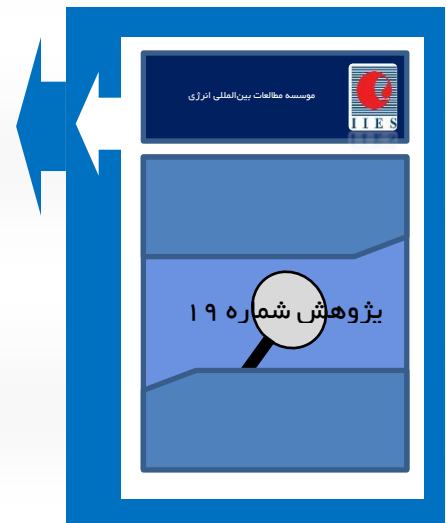 موسسه مطالعات بین‌المللی انرژی
IIES
پژوهش شماره ۱۹